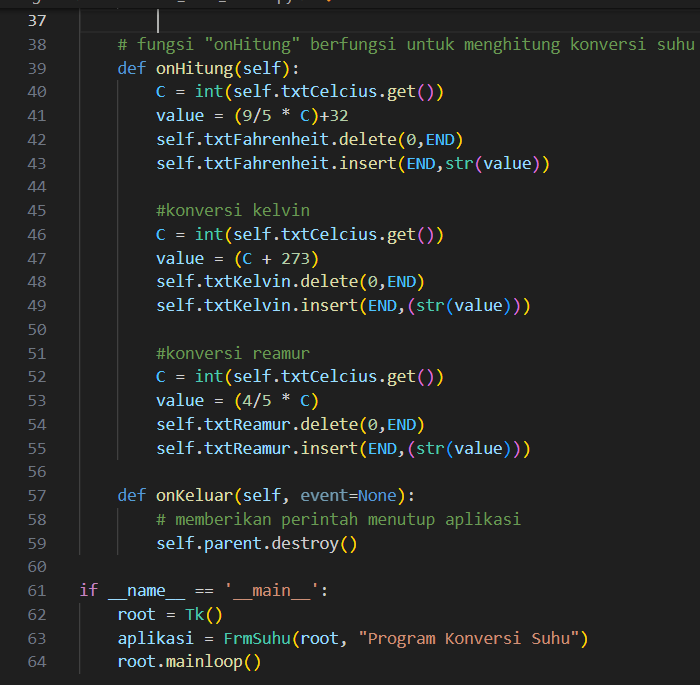 37
38 # fungsi "onHitung" berfungsi untuk menghitung konversi suhu
39 def onHitung(self):
40 C = int(self.txtCelcius.get())
41 value = (9/5 * C)+32
42 self.txtFahrenheit.delete(0,END)
43 self.txtFahrenheit.insert(END,str(value))
44
45 #konversi kelvin
46 C = int(self.txtCelcius.get())
47 value = (C + 273)
48 self.txtKelvin.delete(0,END)
49 self.txtKelvin.insert(END,(str(value)))
50
51 #konversi reamur
52 C = int(self.txtCelcius.get())
53 value = (4/5 * C)
54 self.txtReamur.delete(0,END)
55 self.txtReamur.insert(END,(str(value)))
56
57 def onKeluar(self, event=None):
58 # memberikan perintah menutup aplikasi
59 self.parent.destroy()
60
61 if __name__ == '__main__':
62 root = Tk()
63 aplikasi = FrmSuhu(root, "Program Konversi Suhu")
64 root.mainloop()